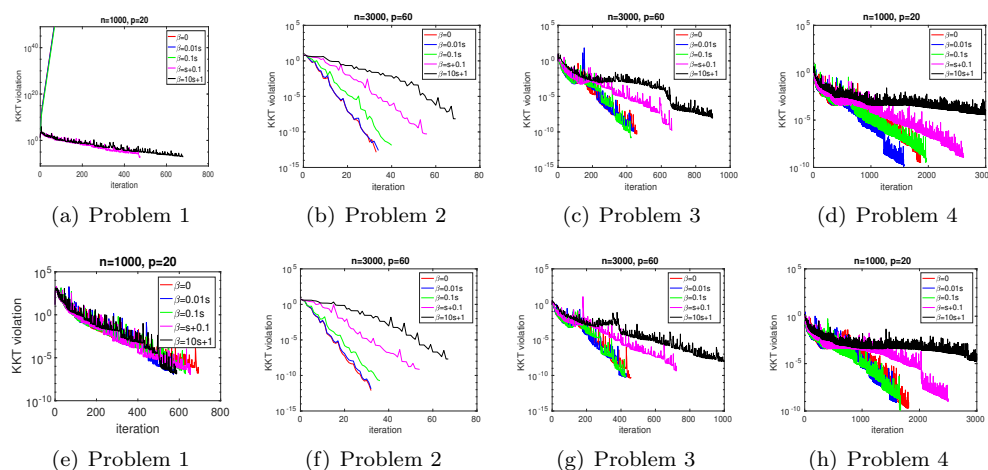 n=1000, p=20
KKT violation
10^40
10^20
10^0
0 200 400 600 800
iteration
β=0
β=0.01s
β=0.1s
β=s+0.1
β=10s+1
(a) Problem 1
n=3000, p=60
KKT violation
10^5
10^0
10^-5
10^-10
10^-15
0 20 40 60 80
iteration
β=0
β=0.01s
β=0.1s
β=s+0.1
β=10s+1
(b) Problem 2
n=3000, p=60
KKT violation
10^5
10^0
10^-5
10^-10
10^-15
0 200 400 600 800 1000
iteration
β=0
β=0.01s
β=0.1s
β=s+0.1
β=10s+1
(c) Problem 3
n=1000, p=20
KKT violation
10^5
10^0
10^-5
10^-10
0 1000 2000 3000
iteration
β=0
β=0.01s
β=0.1s
β=s+0.1
β=10s+1
(d) Problem 4
n=1000, p=20
KKT violation
10^5
10^0
10^-5
10^-10
0 200 400 600 800
iteration
β=0
β=0.01s
β=0.1s
β=s+0.1
β=10s+1
(e) Problem 1
n=3000, p=60
KKT violation
10^5
10^0
10^-5
10^-10
10^-15
0 20 40 60 80
iteration
β=0
β=0.01s
β=0.1s
β=s+0.1
β=10s+1
(f) Problem 2
n=3000, p=60
KKT violation
10^5
10^0
10^-5
10^-10
10^-15
0 200 400 600 800 1000
iteration
β=0
β=0.01s
β=0.1s
β=s+0.1
β=10s+1
(g) Problem 3
n=1000, p=20
KKT violation
10^5
10^0
10^-5
10^-10
0 1000 2000 3000
iteration
β=0
β=0.01s
β=0.1s
β=s+0.1
β=10s+1
(h) Problem 4